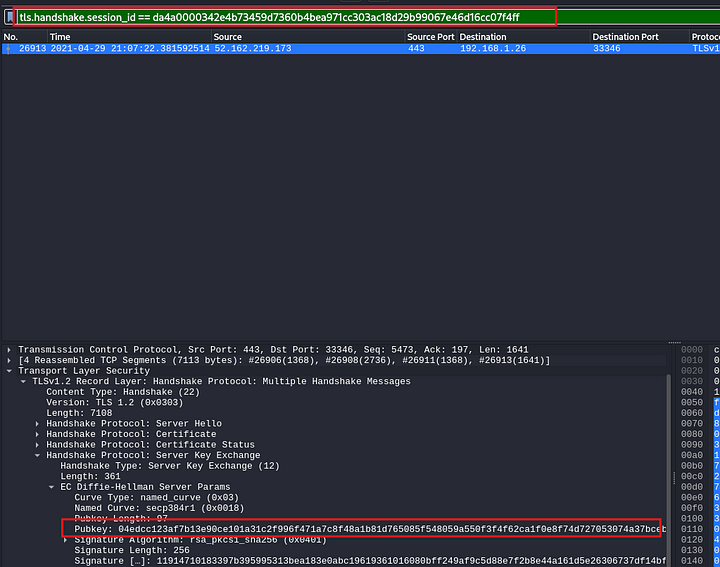 tls.handshake.session_id == da4a0000342e4b73459d7360b4bea971cc303ac18d29b99067e46d16cc07f4ff
No. Time Source Source Port Destination Destination Port Protoc
26913 2021-04-29 21:07:22.381592514 52.162.219.173 443 192.168.1.26 33346 TLSv1
Transmission Control Protocol, Src Port: 443, Dst Port: 33346, Seq: 5473, Ack: 197, Len: 1641
[4 Reassembled TCP Segments (7113 bytes): #26906(1368), #26908(2736), #26911(1368), #26913(1641)]
Transport Layer Security
TLSv1.2 Record Layer: Handshake Protocol: Multiple Handshake Messages
Content Type: Handshake (22)
Version: TLS 1.2 (0x0303)
Length: 7108
Handshake Protocol: Server Hello
Handshake Protocol: Certificate
Handshake Protocol: Certificate Status
Handshake Protocol: Server Key Exchange
Handshake Type: Server Key Exchange (12)
Length: 361
EC Diffie-Hellman Server Params
Curve Type: named_curve (0x03)
Named Curve: secp384r1 (0x0018)
Pubkey Length: 97
Pubkey: 04edcc123af7b13e90ce101a31c2f996f471a7c8f48a1b81d765085f548059a550f3f4f62ca1f0e8f74d727053074a37bceb
Signature Algorithm: rsa_pkcs1_sha256 (0x0401)
Signature Length: 256
Signature […]: 11914710183397b395995313bea183e0abc19619361016080bff249af9c5d88e7f2b8e44a161d5e26306737df14bf
0000 c
0010 0
0020 0
0030 0
0040 1
0050 f
0060 d
0070 8
0080 0
0090 3
00a0 1
00b0 7
00c0 2
00d0 7
00e0 6
00f0 3
0100 3
0110 0
0120 4
0130 0
0140 0